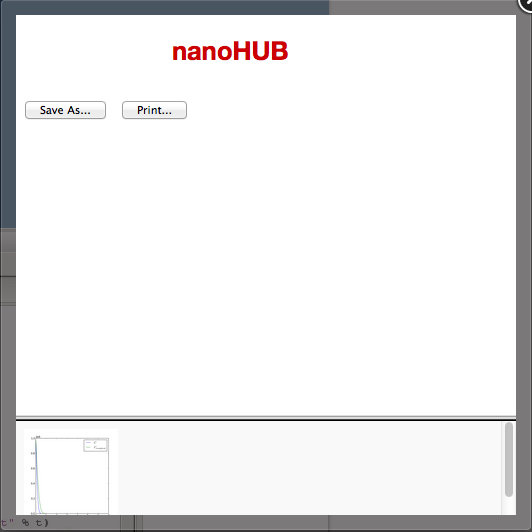 nanoHUB
Save As... Print...
t" % t)